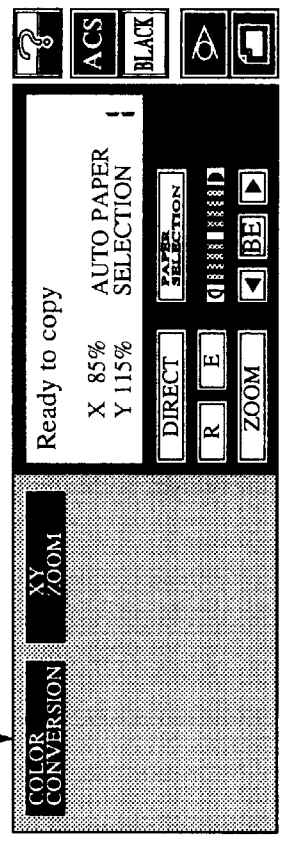 COLOR
CONVERSION
XY
ZOOM
Ready to copy
X 85% AUTO PAPER
Y 115% SELECTION
1
DIRECT
PAPER
SELECTION
R
E
ZOOM
BE
?
ACS
BLACK
A